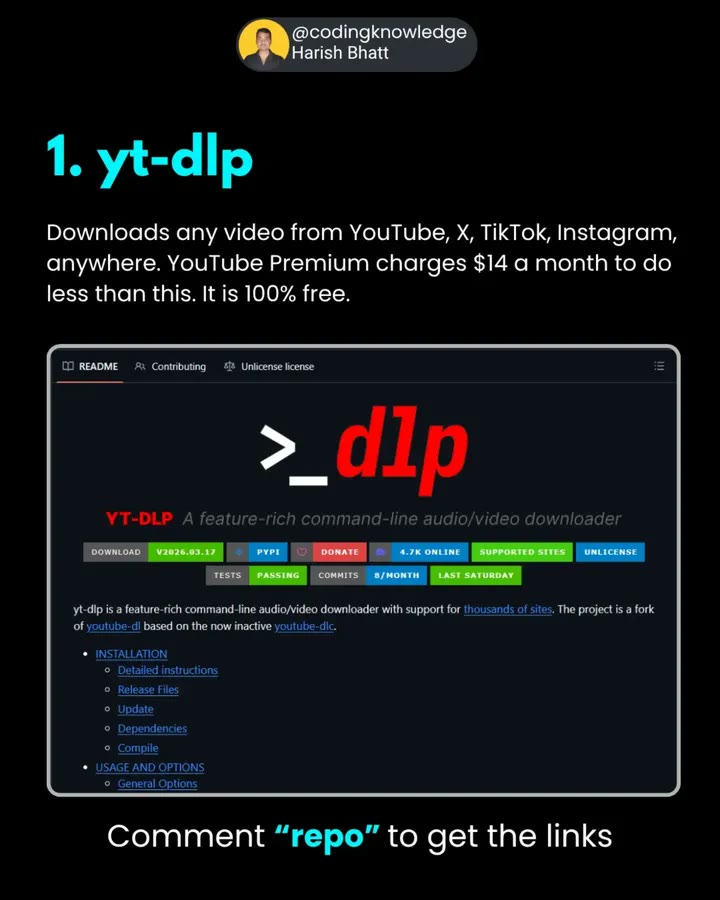 @codingknowledge
Harish Bhatt
1. yt-dlp
Downloads any video from YouTube, X, TikTok, Instagram,
anywhere. YouTube Premium charges $14 a month to do
less than this. It is 100% free.
README Contributing Unlicense license
>_dlp
YT-DLP A feature-rich command-line audio/video downloader
DOWNLOAD V2026.03.17 PYPI DONATE 4.7K ONLINE SUPPORTED SITES UNLICENSE
TESTS PASSING COMMITS 8/MONTH LAST SATURDAY
yt-dlp is a feature-rich command-line audio/video downloader with support for thousands of sites. The project is a fork
of youtube-dl based on the now inactive youtube-dlc.
• INSTALLATION
◦ Detailed instructions
◦ Release Files
◦ Update
◦ Dependencies
◦ Compile
• USAGE AND OPTIONS
◦ General Options
Comment “repo” to get the links